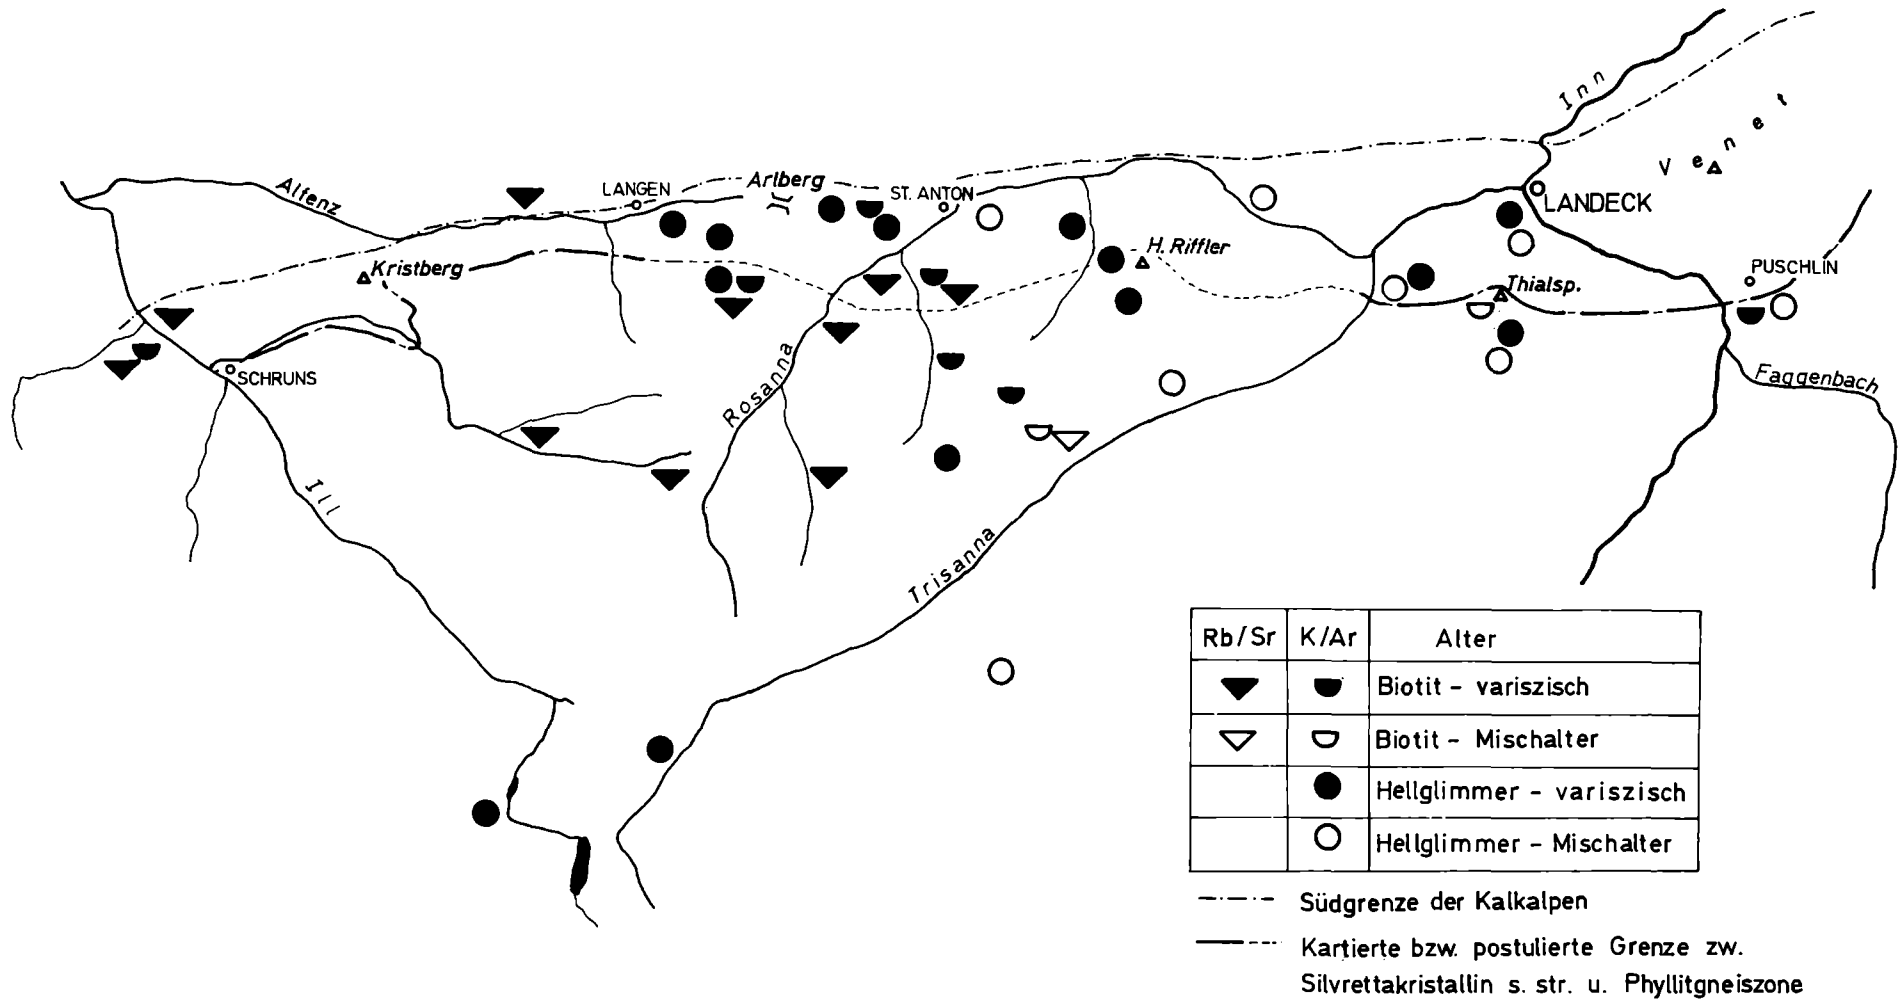 Inn
Venet
Alfenz
LANGEN
Arlberg
ST. ANTON
LANDECK
Kristberg
H. Riffler
Thialsp.
PUSCHLIN
SCHRUNS
Rosanna
Faggenbach
Ill
Trisanna
Rb/Sr K/Ar Alter
Biotit - variszisch
Biotit - Mischalter
Hellglimmer - variszisch
Hellglimmer - Mischalter
Südgrenze der Kalkalpen
Kartierte bzw. postulierte Grenze zw.
Silvrettakristallin s. str. u. Phyllitgneiszone